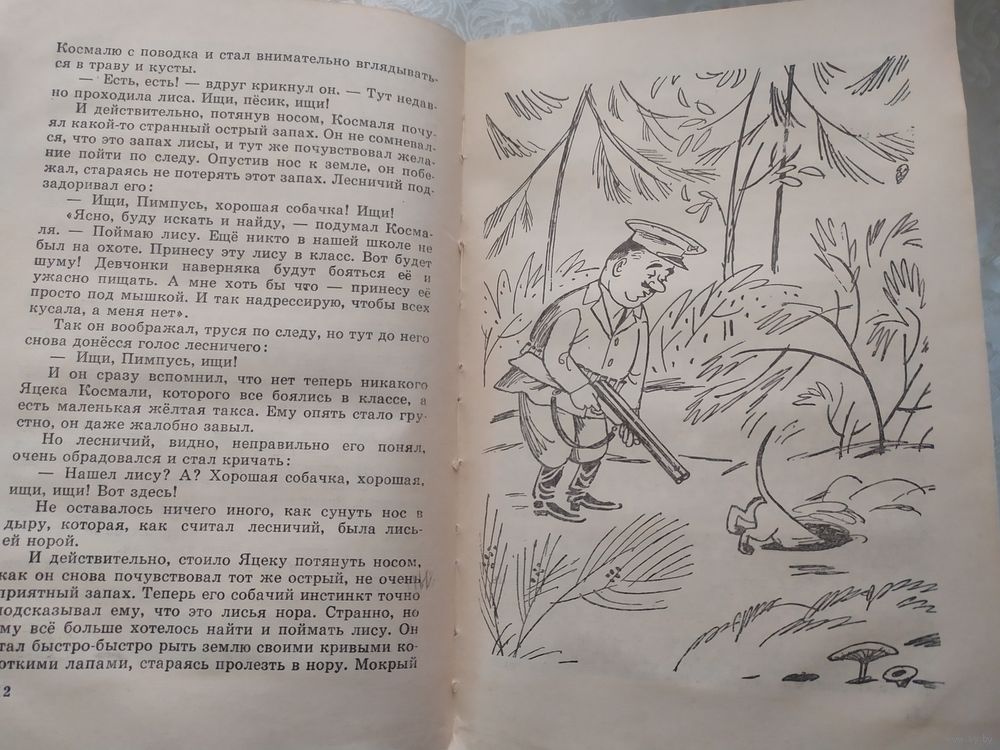 Космалю с поводка и стал внимательно вглядывать-
ся в траву и кусты.
— Есть, есть! — вдруг крикнул он. — Тут недав-
но проходила лиса. Ищи, пёсик, ищи!
И действительно, потянув носом, Космаля почу-
ял какой-то странный острый запах. Он не сомневал-
ся, что это запах лисы, и тут же почувствовал жела-
ние пойти по следу. Опустив нос к земле, он побе-
жал, стараясь не потерять этот запах. Лесничий под-
задоривал его:
— Ищи, Пимпусь, хорошая собачка! Ищи!
«Ясно, буду искать и найду, — подумал Косма-
ля. — Поймаю лису. Ещё никто в нашей школе не
был на охоте. Принесу эту лису в класс. Вот будет
шуму! Девчонки наверняка будут бояться её и
ужасно пищать. А мне хоть бы что — принесу её
просто под мышкой. И так надрессирую, чтобы всех
кусала, а меня нет».
Так он воображал, труся по следу, но тут до него
снова донёсся голос лесничего:
— Ищи, Пимпусь, ищи!
И он сразу вспомнил, что нет теперь никакого
Яцека Космали, которого все боялись в классе, а
есть маленькая жёлтая такса. Ему опять стало гру-
стно, он даже жалобно завыл.
Но лесничий, видно, неправильно его понял,
очень обрадовался и стал кричать:
— Нашел лису? А? Хорошая собачка, хорошая,
ищи, ищи! Вот здесь!
Не оставалось ничего иного, как сунуть нос в
дыру, которая, как считал лесничий, была лись-
ей норой.
И действительно, стоило Яцеку потянуть носом,
как он снова почувствовал тот же острый, не очень
приятный запах. Теперь его собачий инстинкт точно
подсказывал ему, что это лисья нора. Странно, но
му всё больше хотелось найти и поймать лису. Он
тал быстро-быстро рыть землю своими кривыми ко-
откими лапами, стараясь пролезть в нору. Мокрый
2